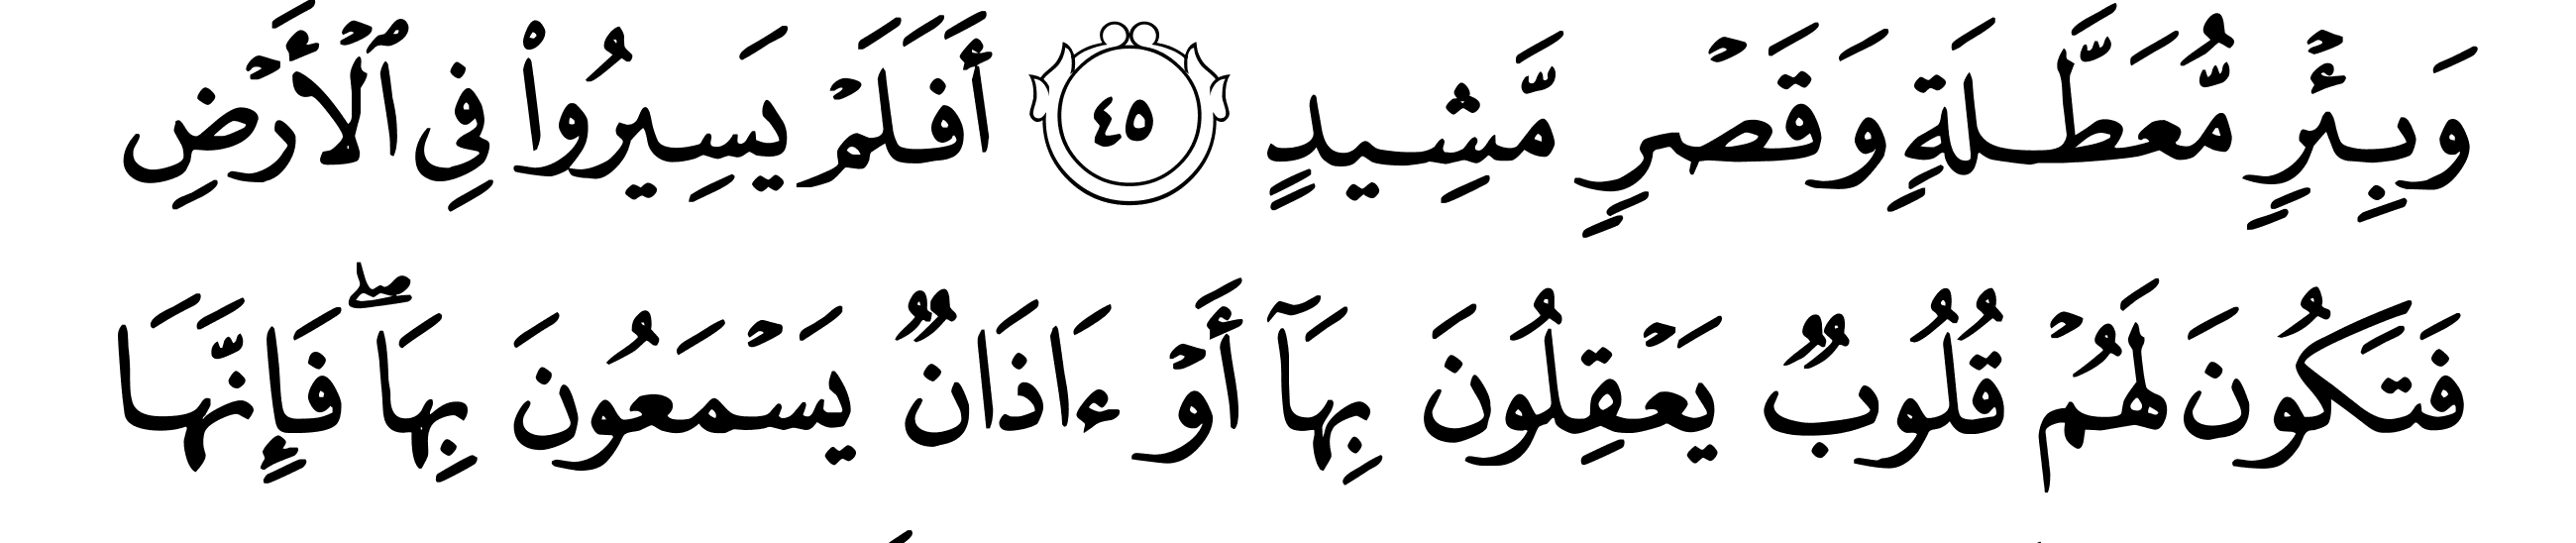 وَبِئْرٍ مُّعَطَّلَةٍ وَقَصْرٍ مَّشِيدٍ ٤٥ أَفَلَمْ يَسِيرُوا۟ فِى ٱلْأَرْضِ
فَتَكُونَ لَهُمْ قُلُوبٌ يَعْقِلُونَ بِهَآ أَوْ ءَاذَانٌ يَسْمَعُونَ بِهَا ۖ فَإِنَّهَا